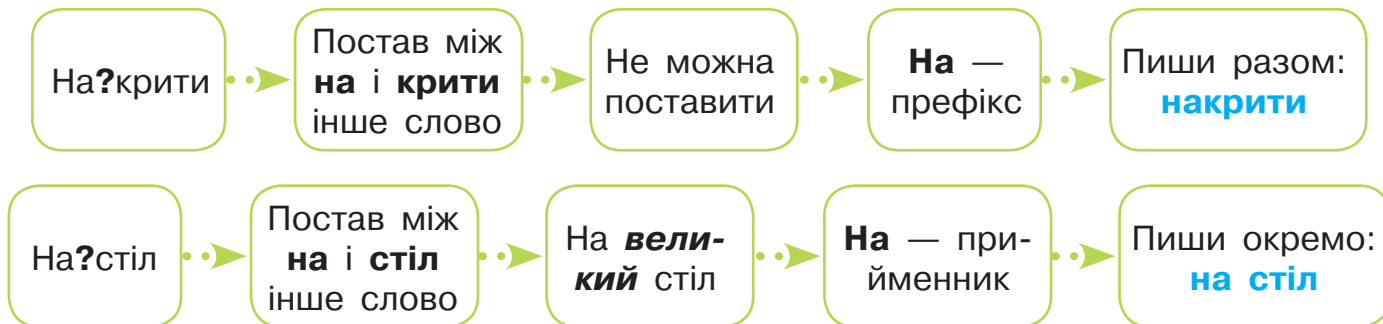 На?крити
Постав між
на і крити
інше слово
Не можна
поставити
На —
префікс
Пиши разом:
накрити
На?стіл
Постав між
на і стіл
інше слово
На вели-
кий стіл
На — при-
йменник
Пиши окремо:
на стіл